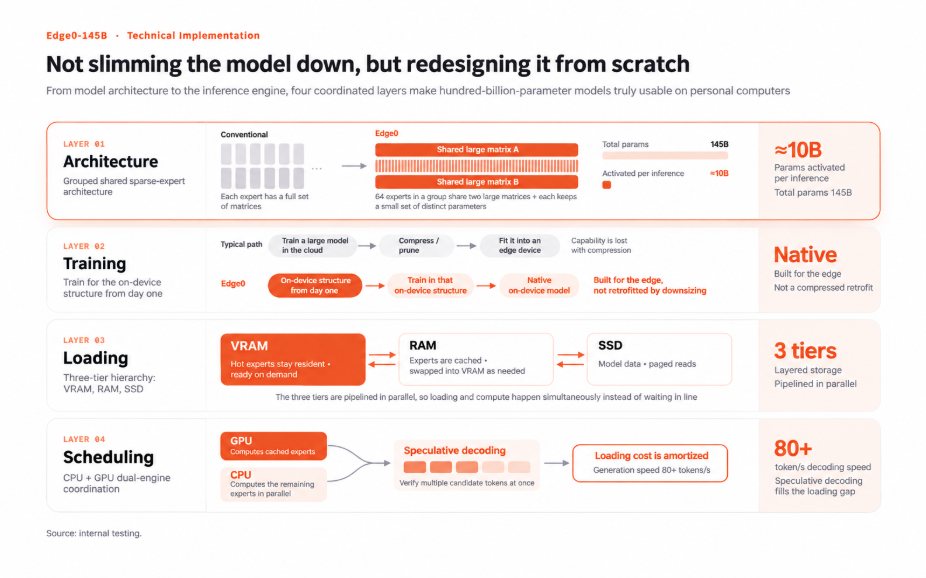 Edge0-145B · Technical Implementation
Not slimming the model down, but redesigning it from scratch
From model architecture to the inference engine, four coordinated layers make hundred-billion-parameter models truly usable on personal computers
LAYER 01
Architecture
Grouped shared sparse-expert
architecture
Conventional
...
Each expert has a full set
of matrices
Edge0
Shared large matrix A
Shared large matrix B
64 experts in a group share two large matrices + each keeps
a small set of distinct parameters
Total params 145B
Activated per inference ≈10B
≈10B
Params activated
per inference
Total params 145B
LAYER 02
Training
Train for the on-device
structure from day one
Typical path
Train a large model
in the cloud
Compress /
prune
Fit it into an
edge device
Capability is lost
with compression
Edge0
On-device structure
from day one
Train in that
on-device structure
Native
on-device model
Built for the edge,
not retrofitted by downsizing
Native
Built for the edge
Not a compressed retrofit
LAYER 03
Loading
Three-tier hierarchy:
VRAM, RAM, SSD
VRAM
Hot experts stay resident •
ready on demand
RAM
Experts are cached •
swapped into VRAM as needed
SSD
Model data • paged reads
The three tiers are pipelined in parallel, so loading and compute happen simultaneously instead of waiting in line
3 tiers
Layered storage
Pipelined in parallel
LAYER 04
Scheduling
CPU + GPU dual-engine
coordination
GPU
Computes cached experts
CPU
Computes the remaining
experts in parallel
Speculative decoding
Verify multiple candidate tokens at once
Loading cost is amortized
Generation speed 80+ tokens/s
80+
token/s decoding speed
Speculative decoding
fills the loading gap
Source: internal testing.